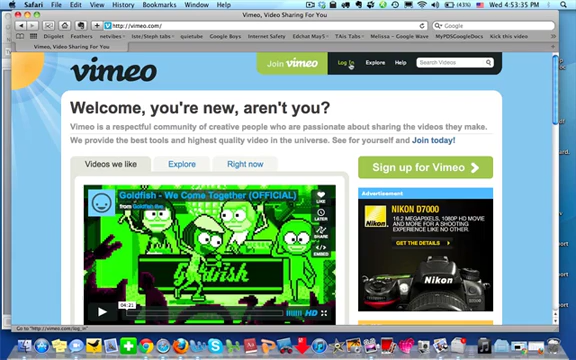 Safari File Edit View History Bookmarks Window Help
(41%) Wed 4:53:35 PM
Vimeo, Video Sharing For You
http://vimeo.com/
Google
Dúgóel netvibes Ism/Steph tabs quietube Google Internet Safety Edchat May5 TAis Tabs Melissa - Google Wave MyPDSGoogleDocs Kick this video
Vimeo, Video Sharing For You
vimeo
Join vimeo Log In Explore Help Search Videos
Welcome, you're new, aren't you?
Vimeo is a respectful community of creative people who are passionate about sharing the videos they make.
We provide the best tools and highest quality video in the universe. See for yourself and Join today!
Videos we like Explore Right now
Sign up for Vimeo
Advertisement
Goldfish - We Come Together (OFFICIAL)
from Goldfish live
LIKE
LATER
SHARE
EMBED
Goldfish
04:21
HD
Nikon
NIKON D7000
16.2 MEGAPIXELS, 1080P HD MOVIE
AND MORE FOR A SHOOTING
EXPERIENCE LIKE NO OTHER.
GET THE DETAILS
Nikon
Go to "http://vimeo.com/log_in"